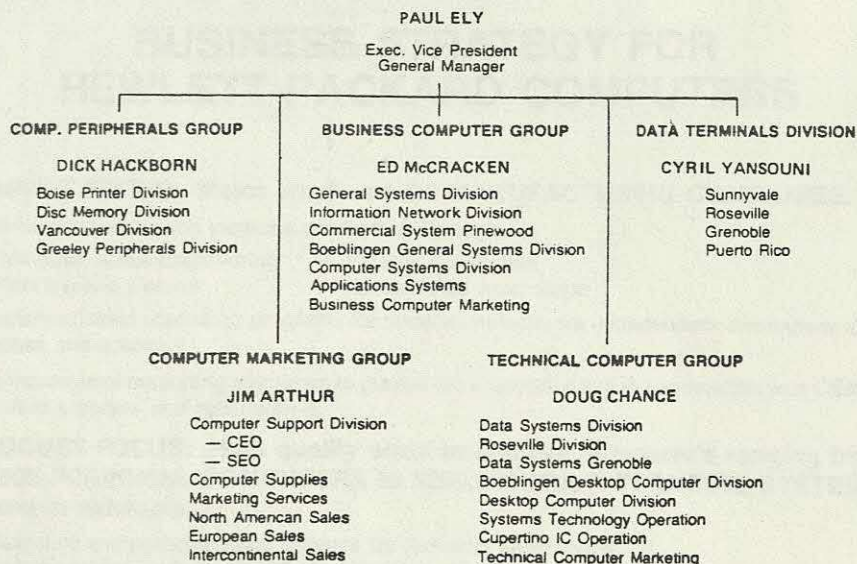 PAUL ELY
Exec. Vice President
General Manager
COMP. PERIPHERALS GROUP
DICK HACKBORN
Boise Printer Division
Disc Memory Division
Vancouver Division
Greeley Peripherals Division
BUSINESS COMPUTER GROUP
ED McCRACKEN
General Systems Division
Information Network Division
Commercial System Pinewood
Boeblingen General Systems Division
Computer Systems Division
Applications Systems
Business Computer Marketing
DATA TERMINALS DIVISION
CYRIL YANSOUNI
Sunnyvale
Roseville
Grenoble
Puerto Rico
COMPUTER MARKETING GROUP
JIM ARTHUR
Computer Support Division
— CEO
— SEO
Computer Supplies
Marketing Services
North American Sales
European Sales
Intercontinental Sales
TECHNICAL COMPUTER GROUP
DOUG CHANCE
Data Systems Division
Roseville Division
Data Systems Grenoble
Boeblingen Desktop Computer Division
Desktop Computer Division
Systems Technology Operation
Cupertino IC Operation
Technical Computer Marketing